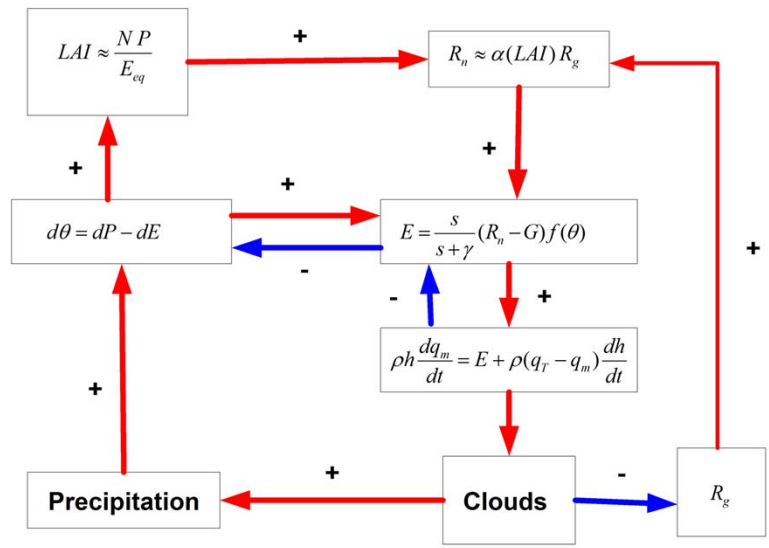 LAI ≈ NP / E_eq
+
R_n ≈ α(LAI) R_g
+
+
+
dθ = dP − dE
E = s / (s + γ) (R_n − G) f(θ)
-
+
-
+
ρh dq_m / dt = E + ρ(q_T − q_m) dh / dt
+
Precipitation
+
Clouds
-
R_g